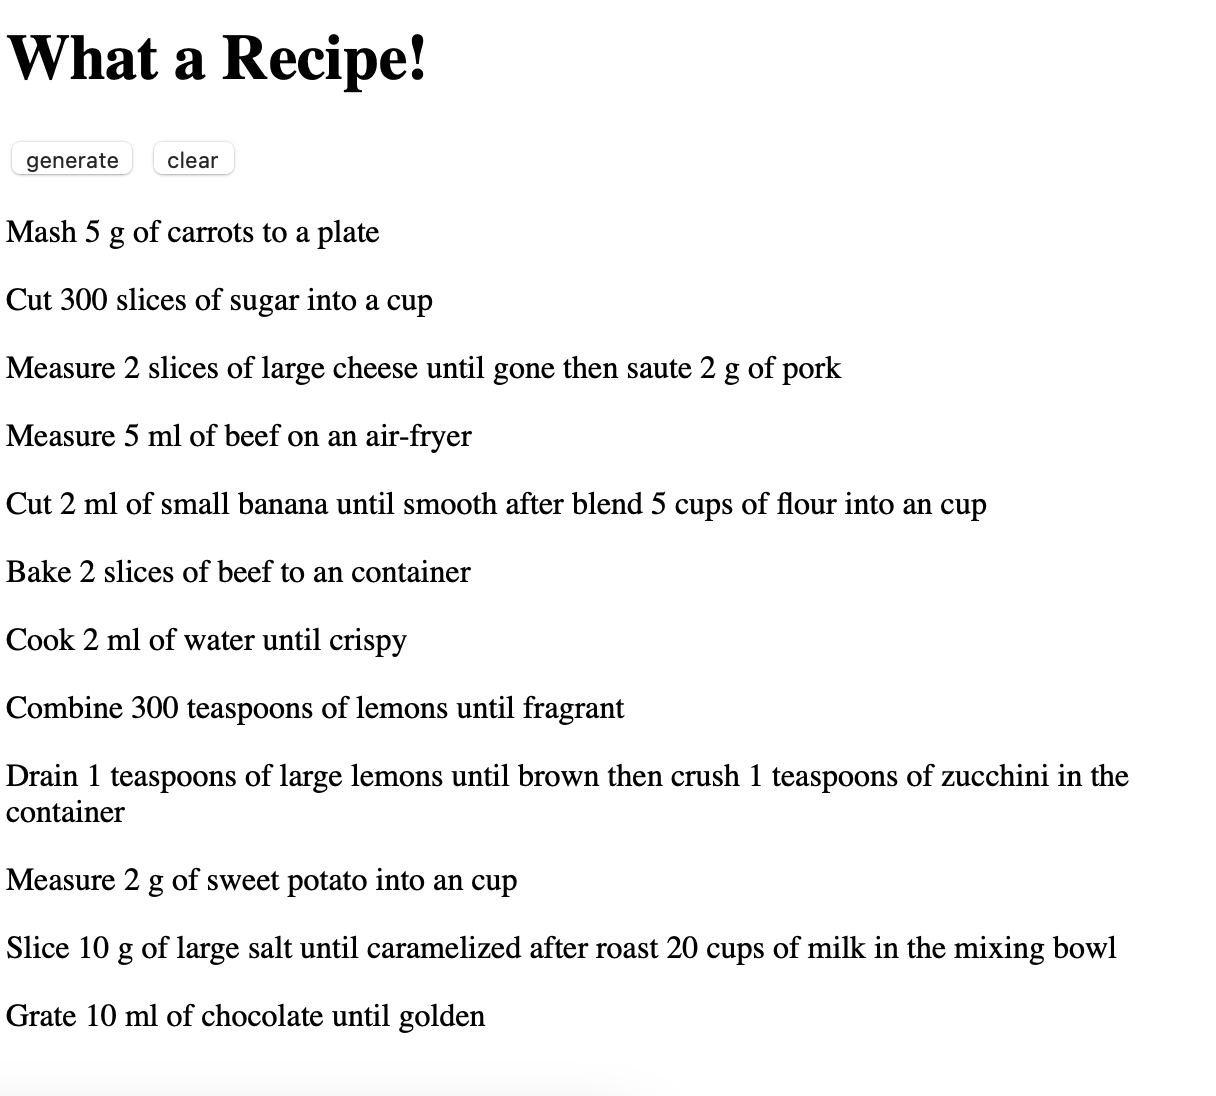 What a Recipe!
generate clear
Mash 5 g of carrots to a plate
Cut 300 slices of sugar into a cup
Measure 2 slices of large cheese until gone then saute 2 g of pork
Measure 5 ml of beef on an air-fryer
Cut 2 ml of small banana until smooth after blend 5 cups of flour into an cup
Bake 2 slices of beef to an container
Cook 2 ml of water until crispy
Combine 300 teaspoons of lemons until fragrant
Drain 1 teaspoons of large lemons until brown then crush 1 teaspoons of zucchini in the
container
Measure 2 g of sweet potato into an cup
Slice 10 g of large salt until caramelized after roast 20 cups of milk in the mixing bowl
Grate 10 ml of chocolate until golden